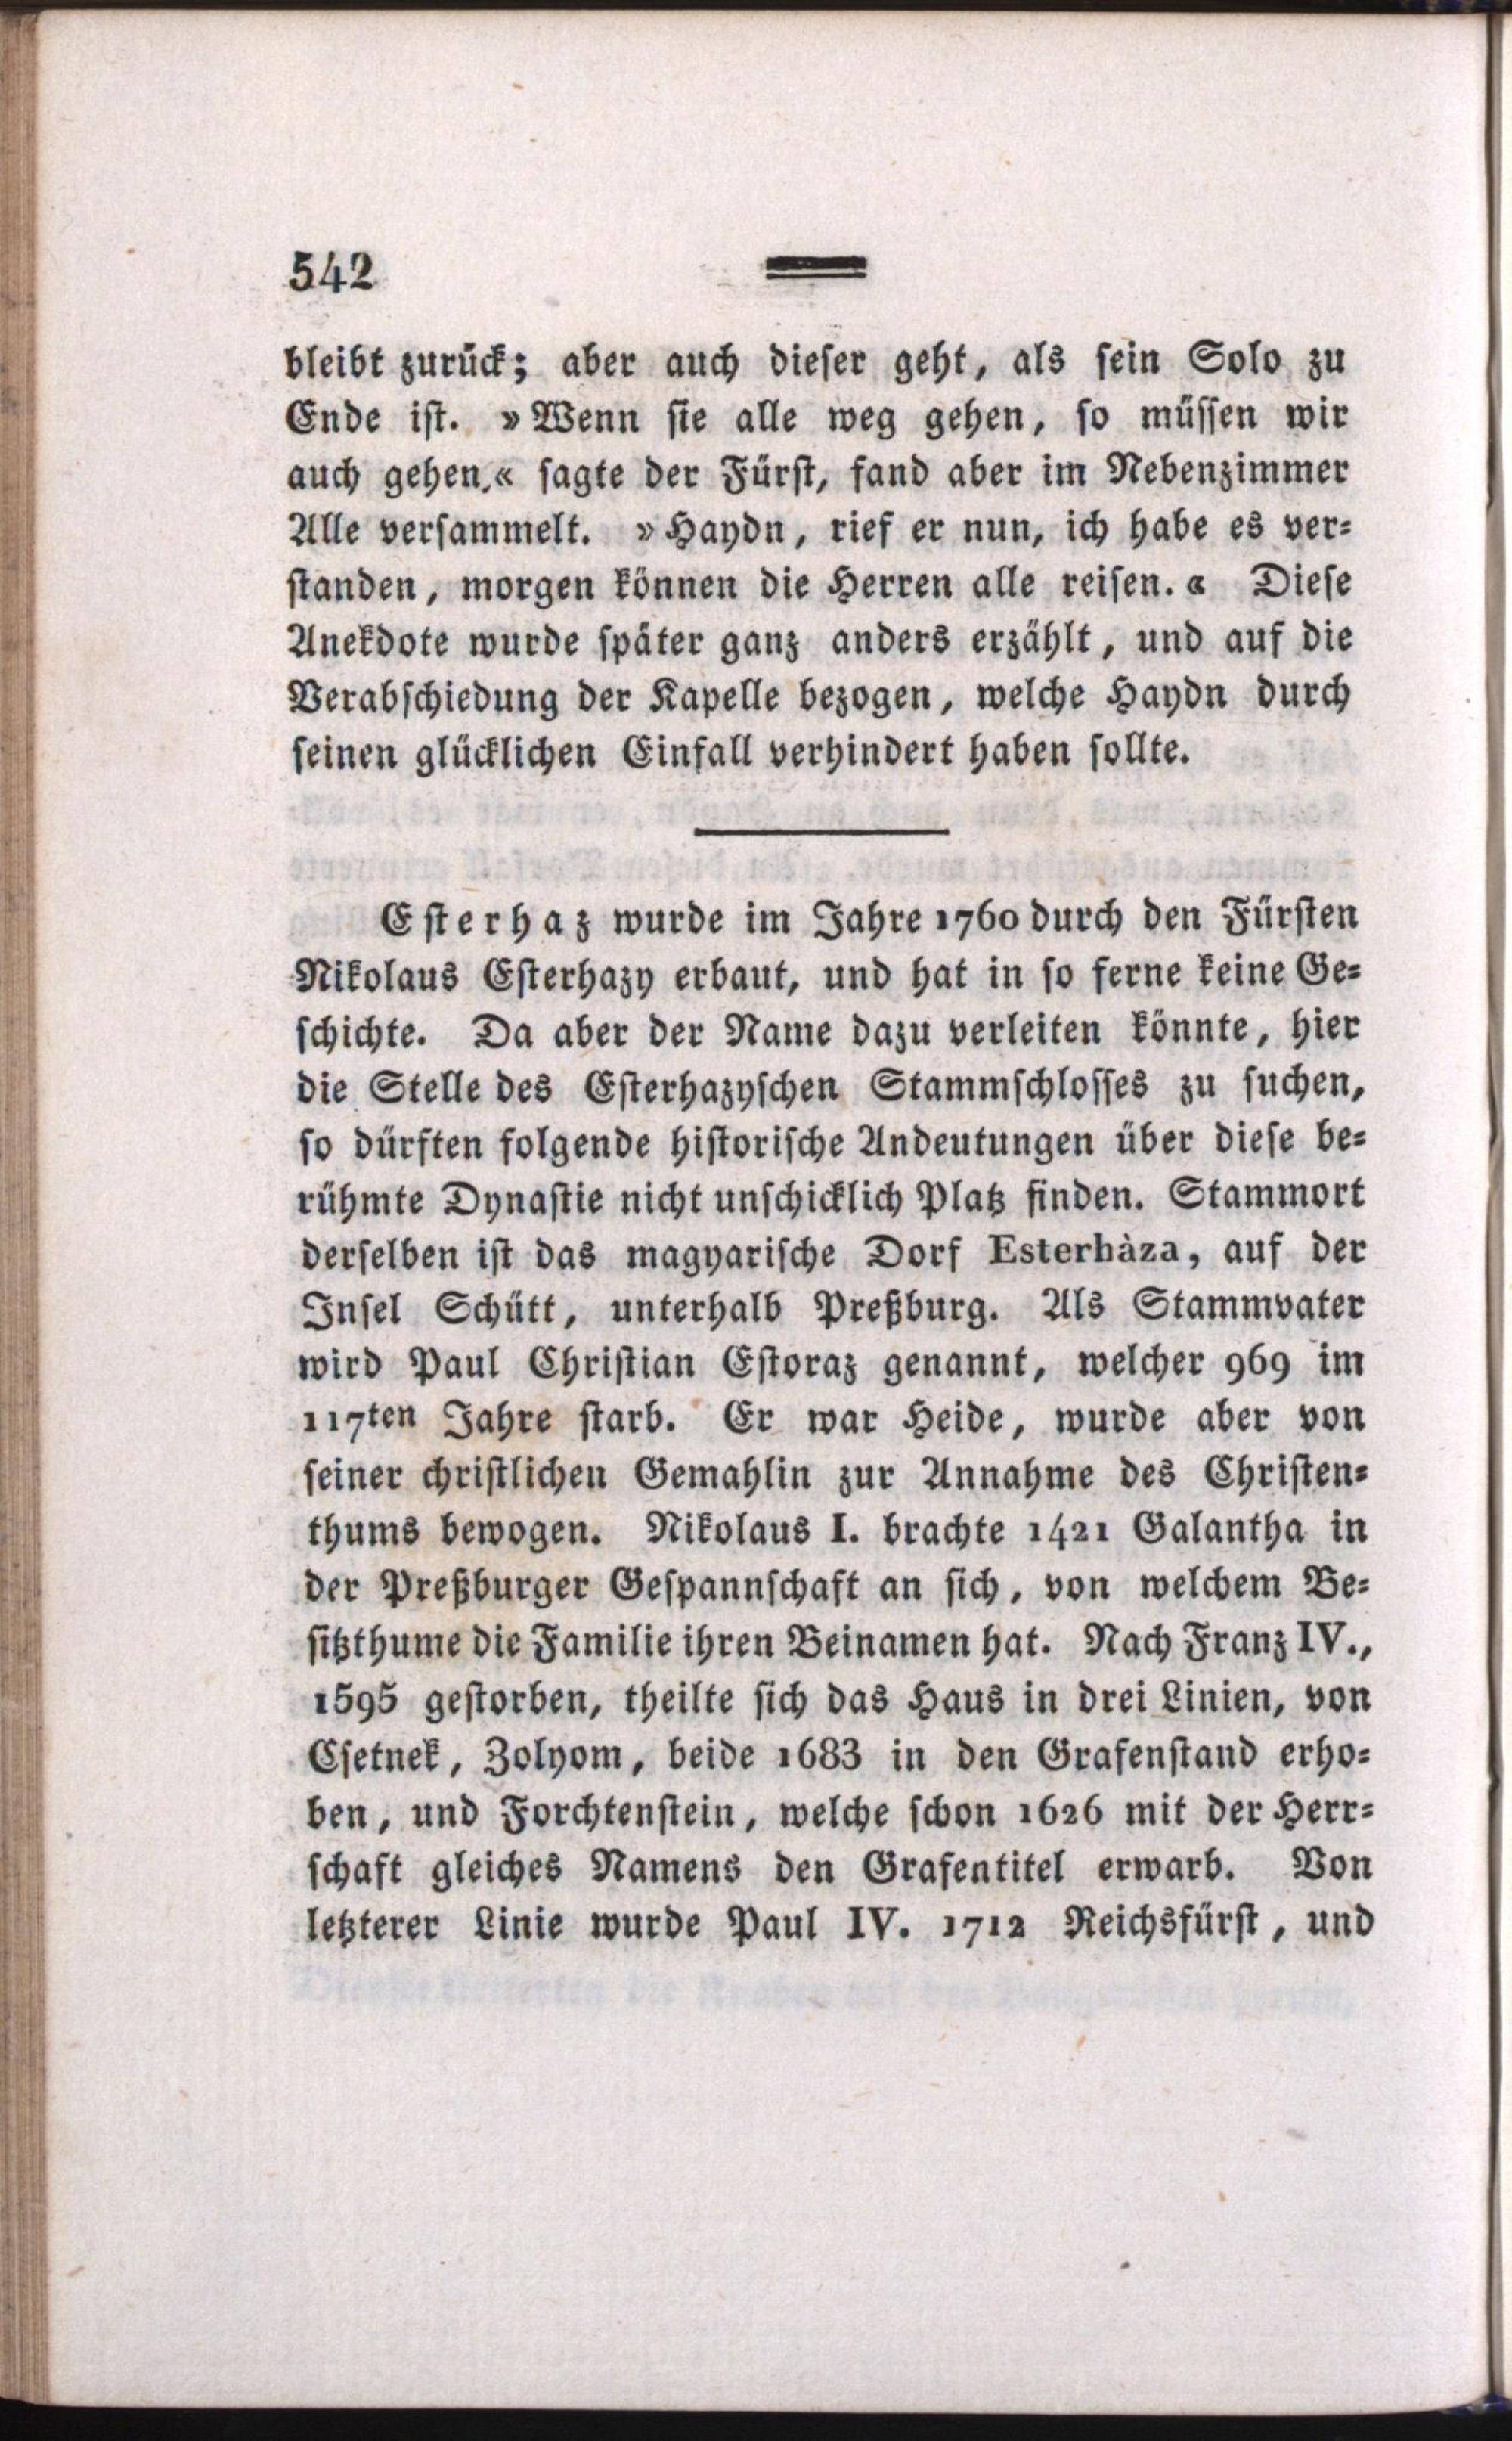 542
bleibt zurück; aber auch dieser geht, als sein Solo zu
Ende ist. »Wenn sie alle weg gehen, so müssen wir
auch gehen,« sagte der Fürst, fand aber im Nebenzimmer
Alle versammelt. »Haydn, rief er nun, ich habe es ver-
standen, morgen können die Herren alle reisen.« Diese
Anekdote wurde später ganz anders erzählt, und auf die
Verabschiedung der Kapelle bezogen, welche Haydn durch
seinen glücklichen Einfall verhindert haben sollte.
Esterhaz wurde im Jahre 1760 durch den Fürsten
Nikolaus Esterhazy erbaut, und hat in so ferne keine Ge-
schichte. Da aber der Name dazu verleiten könnte, hier
die Stelle des Esterhazyschen Stammschlosses zu suchen,
so dürften folgende historische Andeutungen über diese be-
rühmte Dynastie nicht unschicklich Platz finden. Stammort
derselben ist das magyarische Dorf Esterhàza, auf der
Insel Schütt, unterhalb Preßburg. Als Stammvater
wird Paul Christian Estoraz genannt, welcher 969 im
117ten Jahre starb. Er war Heide, wurde aber von
seiner christlichen Gemahlin zur Annahme des Christen-
thums bewogen. Nikolaus I. brachte 1421 Galantha in
der Preßburger Gespannschaft an sich, von welchem Be-
sitzthume die Familie ihren Beinamen hat. Nach Franz IV.,
1595 gestorben, theilte sich das Haus in drei Linien, von
Csetnek, Zolyom, beide 1683 in den Grafenstand erho-
ben, und Forchtenstein, welche schon 1626 mit der Herr-
schaft gleiches Namens den Grafentitel erwarb. Von
letzterer Linie wurde Paul IV. 1712 Reichsfürst, und